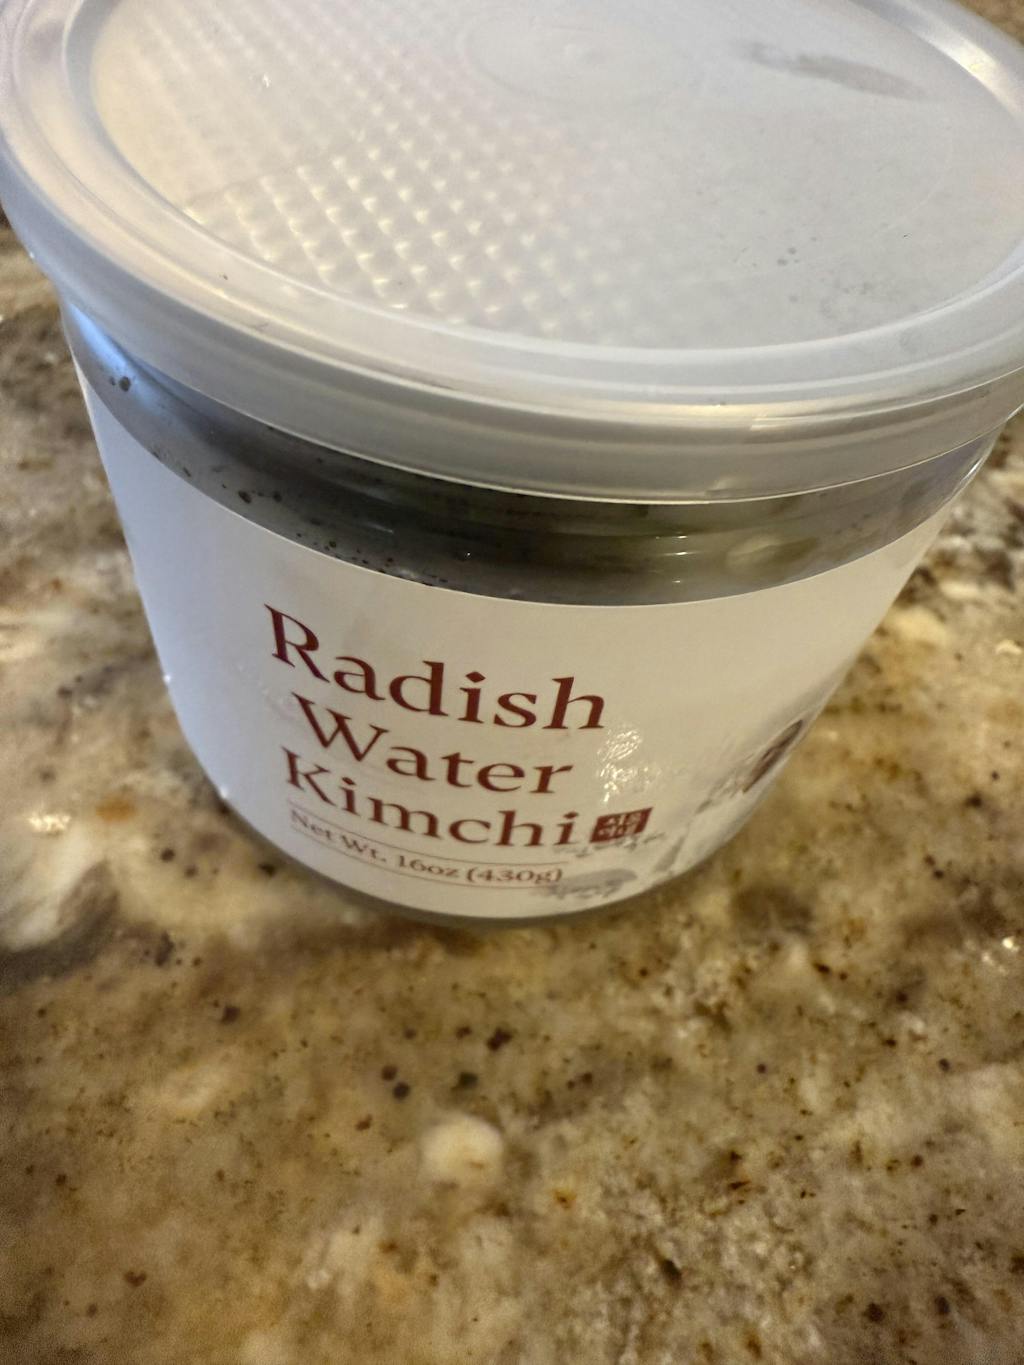 Radish
Water
Kimchi
Net Wt. 16oz (430g)